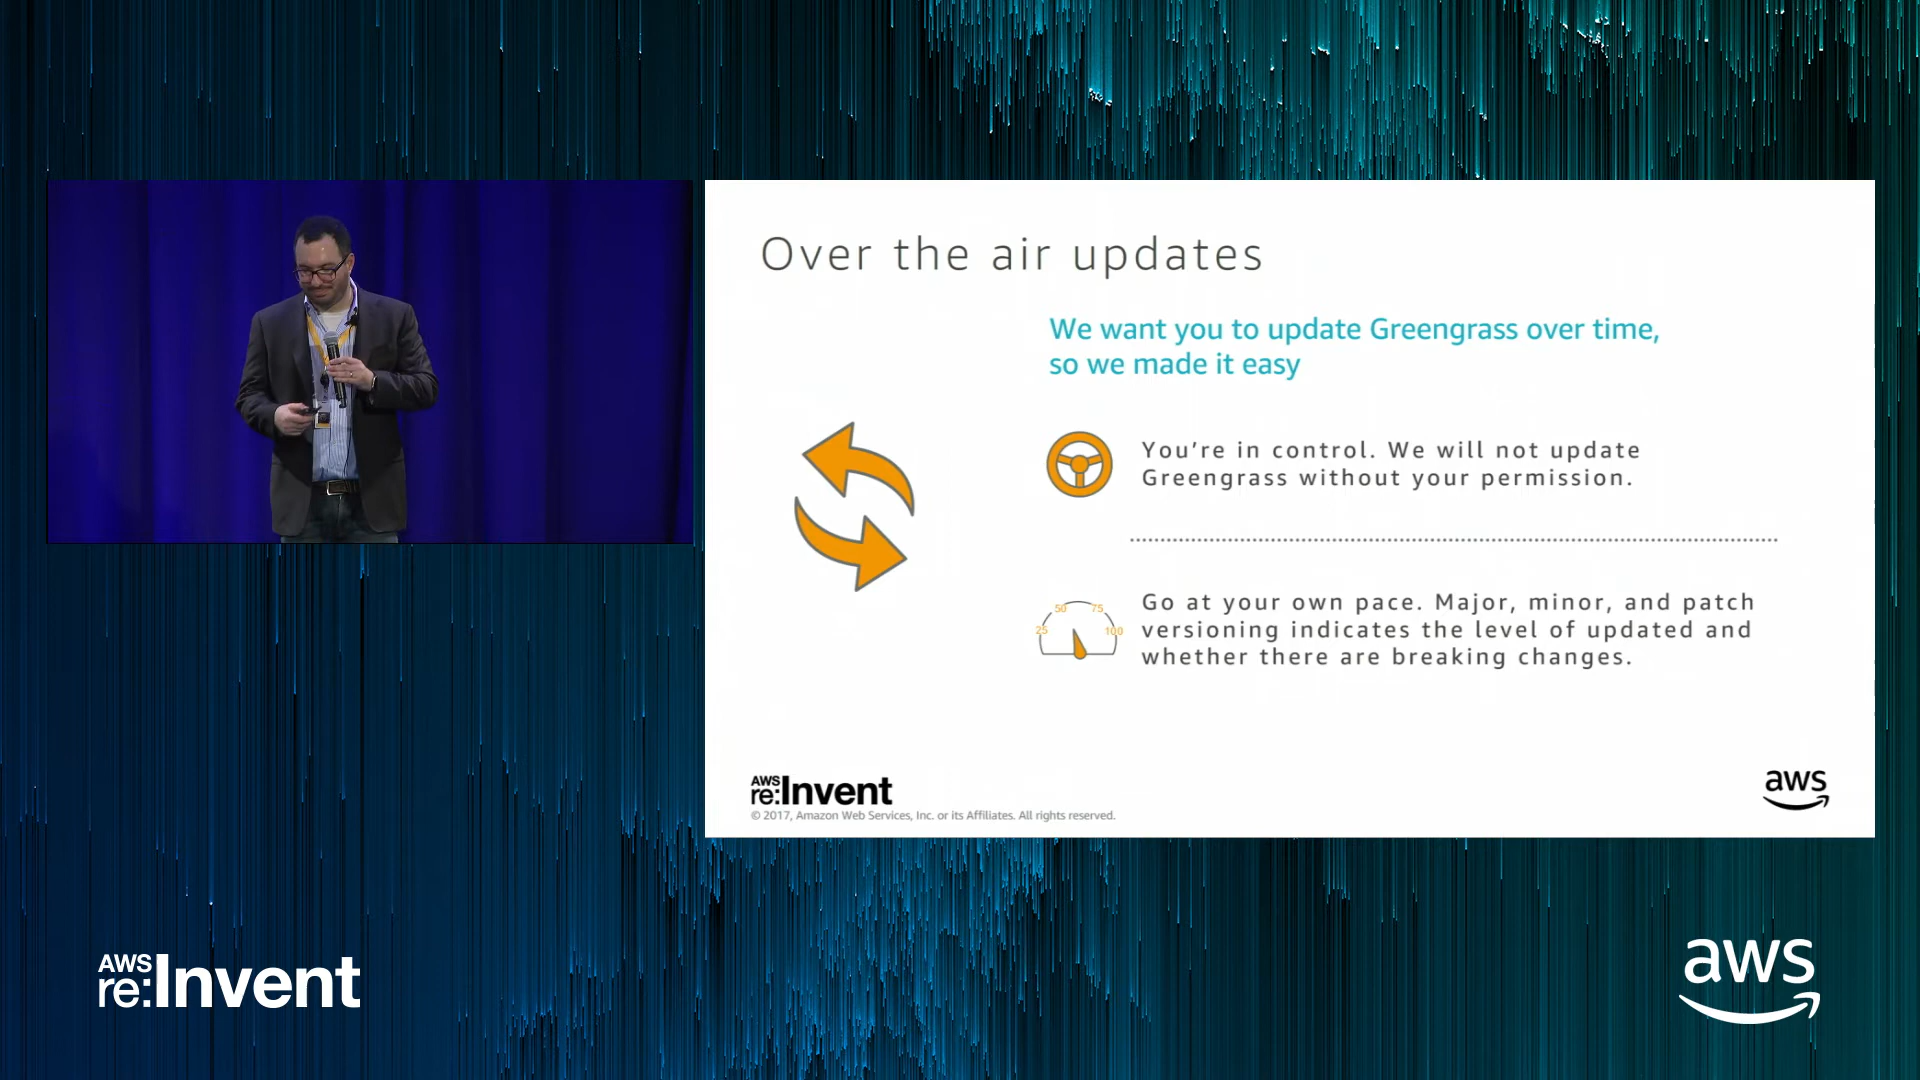 Over the air updates
We want you to update Greengrass over time,
so we made it easy
You’re in control. We will not update
Greengrass without your permission.
25
50
75
100
Go at your own pace. Major, minor, and patch
versioning indicates the level of updated and
whether there are breaking changes.
AWS
re:Invent
© 2017, Amazon Web Services, Inc. or its Affiliates. All rights reserved.
aws
AWS
re:Invent
aws